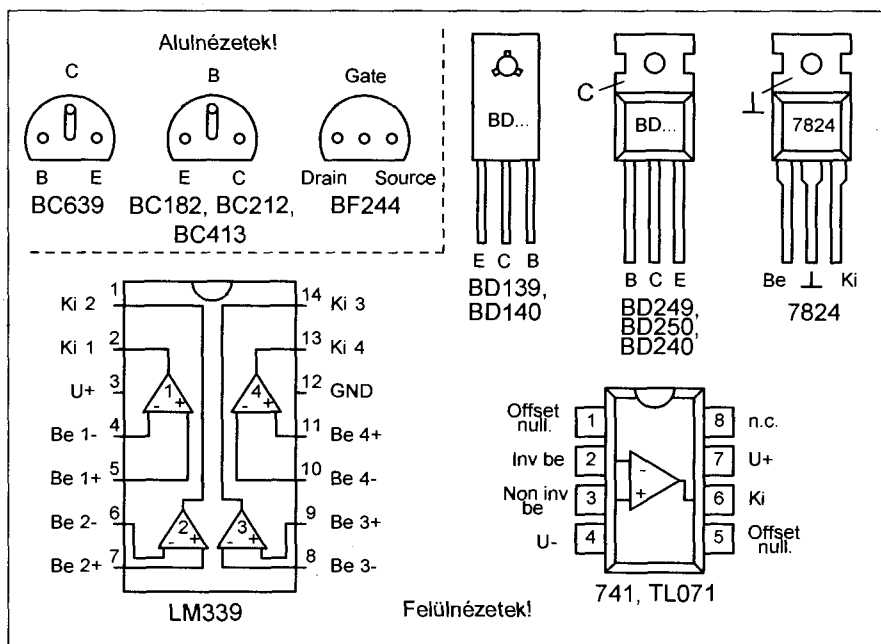 Alulnézetek!
C
B
E
BC639
B
E
C
BC182, BC212,
BC413
Gate
Drain
Source
BF244
BD...
E C B
BD139,
BD140
C
BD...
B C E
BD249,
BD250,
BD240
⊥
7824
Be ⊥ Ki
7824
1
Ki 2
14
Ki 3
2
Ki 1
13
Ki 4
3
U+
12
GND
1
- +
4
- +
4
Be 1-
11
Be 4+
5
Be 1+
10
Be 4-
6
Be 2-
9
Be 3+
2
- +
3
- +
7
Be 2+
8
Be 3-
LM339
Offset
null.
1
8
n.c.
Inv be
2
7
U+
-
+
Non inv
be
3
6
Ki
U-
4
5
Offset
null.
741, TL071
Felülnézetek!